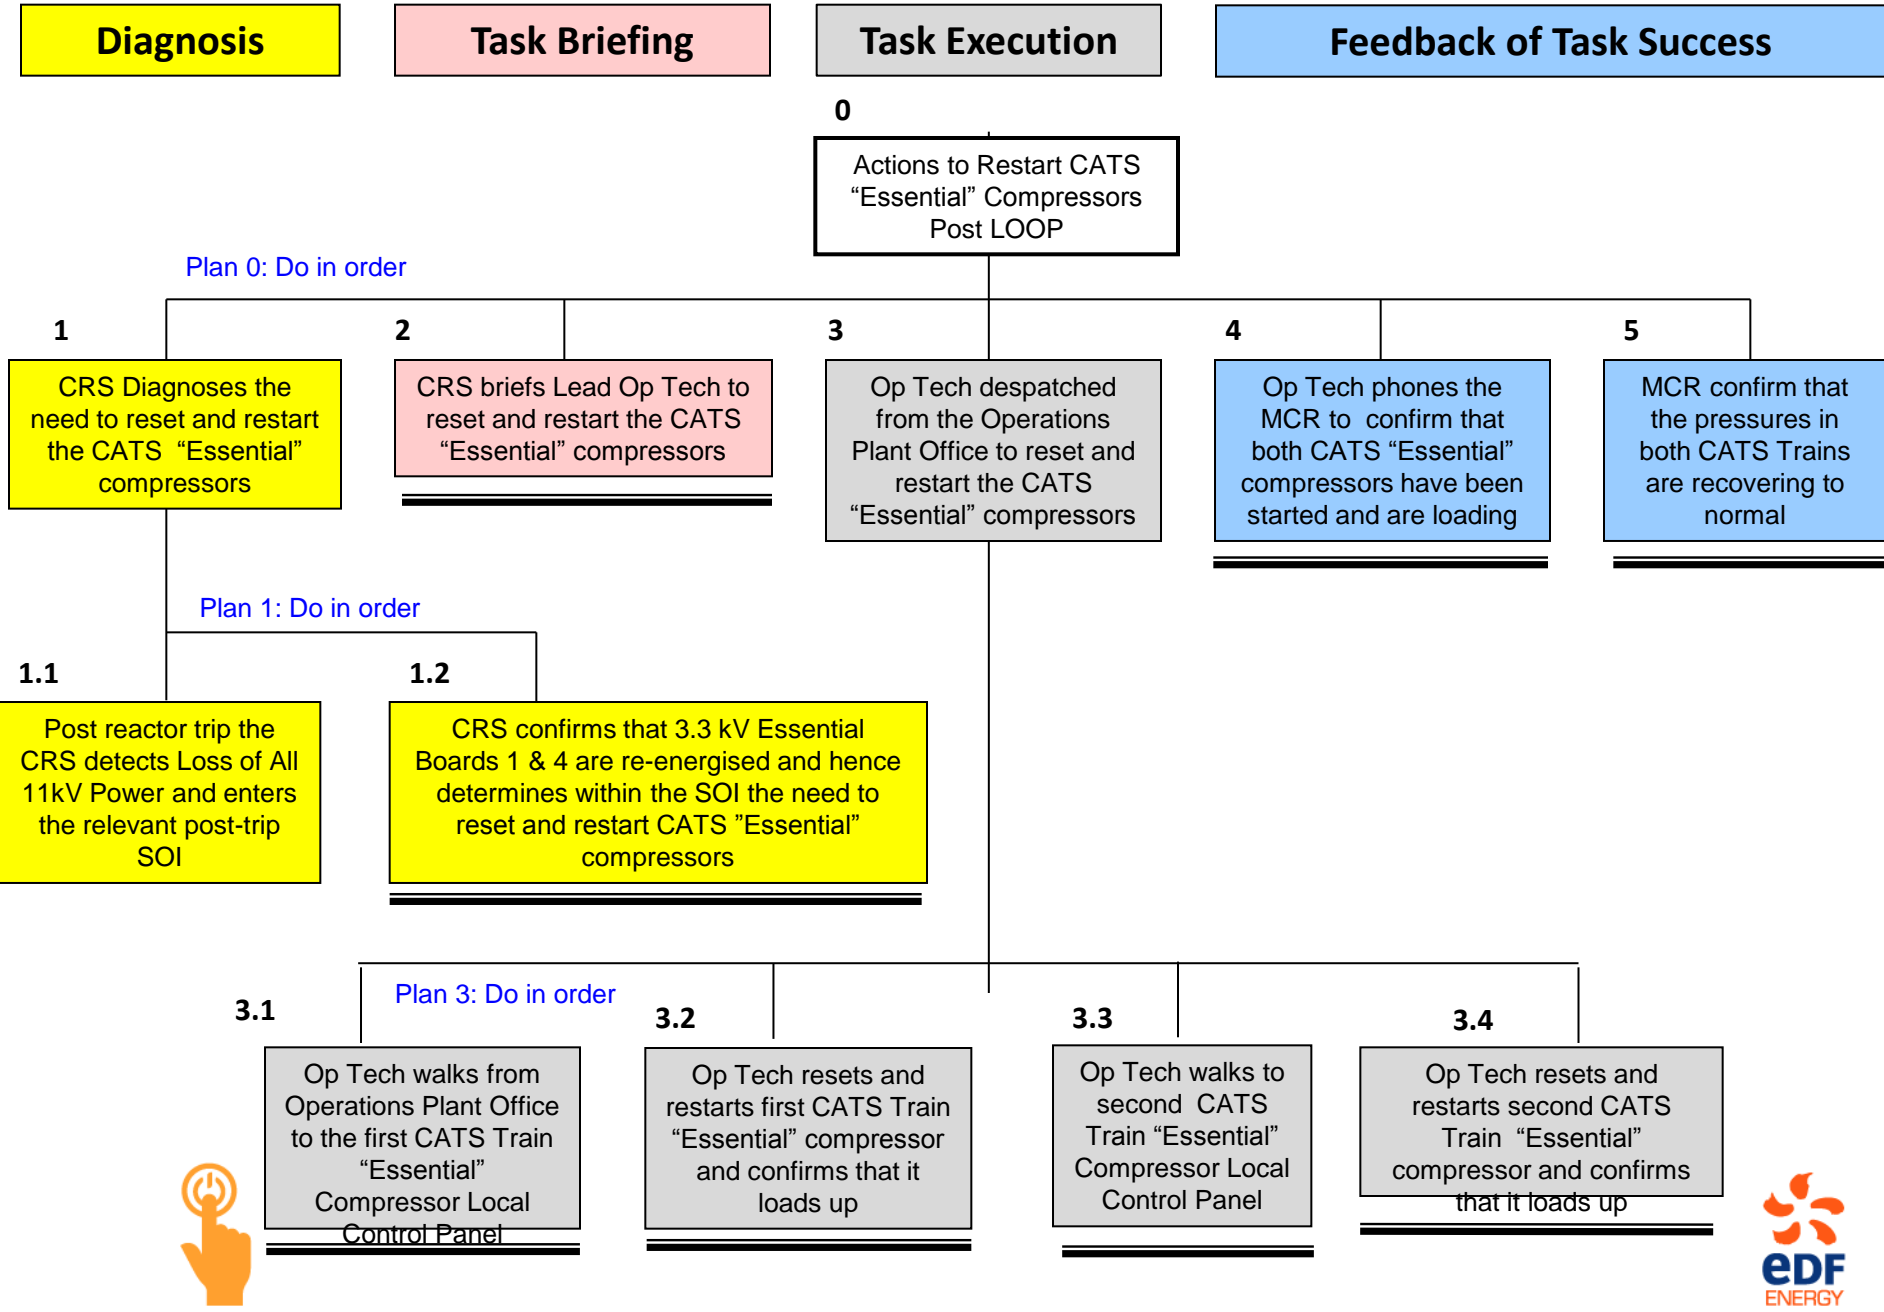 Diagnosis
Task Briefing
Task Execution
Feedback of Task Success
0
Actions to Restart CATS
“Essential” Compressors
Post LOOP
Plan 0: Do in order
1
CRS Diagnoses the
need to reset and restart
the CATS “Essential”
compressors
2
CRS briefs Lead Op Tech to
reset and restart the CATS
“Essential” compressors
3
Op Tech despatched
from the Operations
Plant Office to reset and
restart the CATS
“Essential” compressors
4
Op Tech phones the
MCR to confirm that
both CATS “Essential”
compressors have been
started and are loading
5
MCR confirm that
the pressures in
both CATS Trains
are recovering to
normal
Plan 1: Do in order
1.1
Post reactor trip the
CRS detects Loss of All
11kV Power and enters
the relevant post-trip
SOI
1.2
CRS confirms that 3.3 kV Essential
Boards 1 & 4 are re-energised and hence
determines within the SOI the need to
reset and restart CATS ”Essential”
compressors
Plan 3: Do in order
3.1
Op Tech walks from
Operations Plant Office
to the first CATS Train
“Essential”
Compressor Local
Control Panel
3.2
Op Tech resets and
restarts first CATS Train
“Essential” compressor
and confirms that it
loads up
3.3
Op Tech walks to
second CATS
Train “Essential”
Compressor Local
Control Panel
3.4
Op Tech resets and
restarts second CATS
Train “Essential”
compressor and confirms
that it loads up
eDF
ENERGY